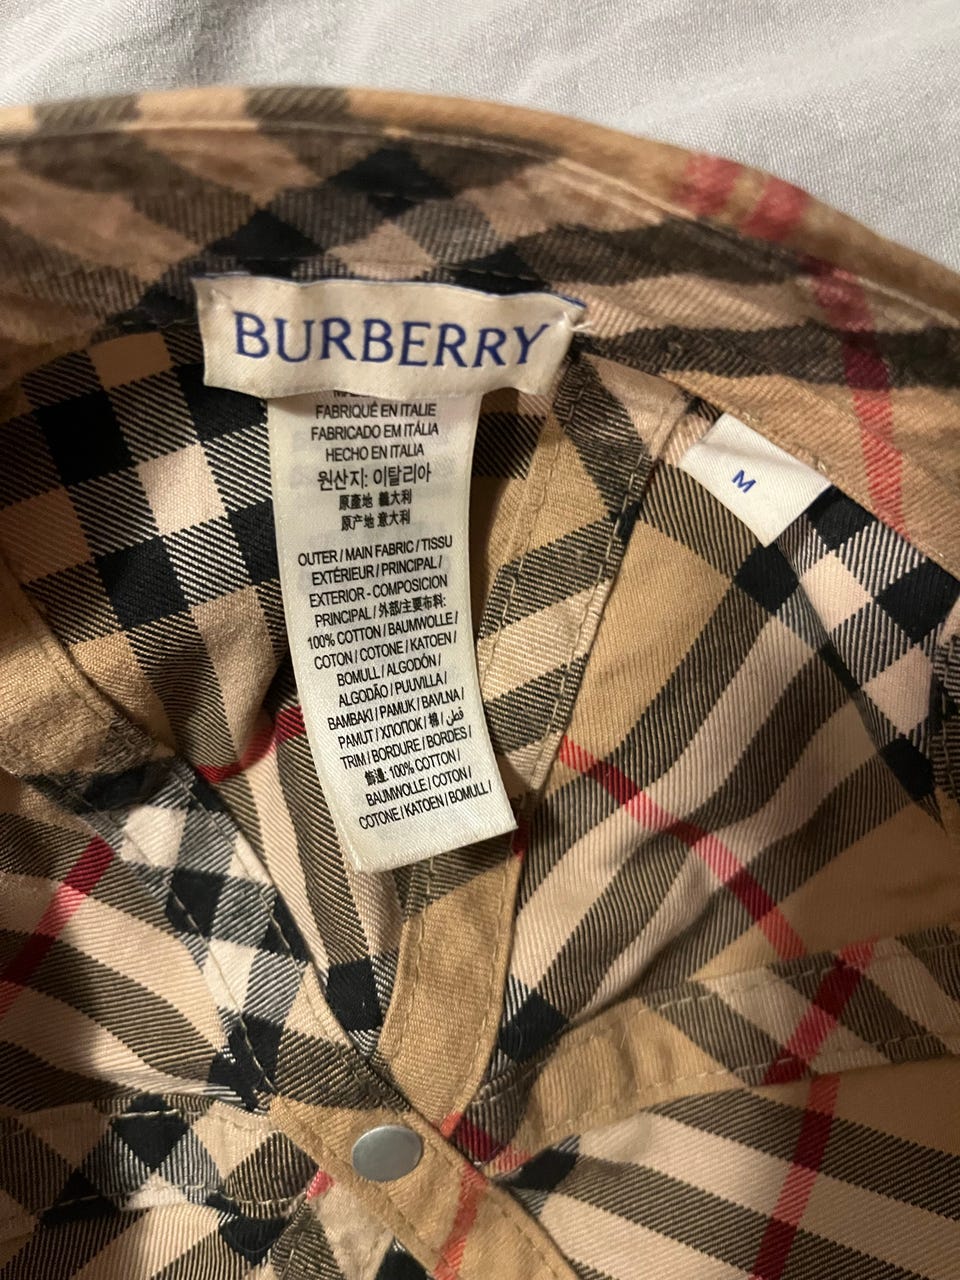 BURBERRY
M
FABRIQUÉ EN ITALIE
FABRICADO EM ITÁLIA
HECHO EN ITALIA
원산지: 이탈리아
原產地 義大利
原产地 意大利
OUTER / MAIN FABRIC / TISSU
EXTÉRIEUR / PRINCIPAL /
EXTERIOR - COMPOSICION
PRINCIPAL / 外部/主要布料:
100% COTTON / BAUMWOLLE /
COTON / COTONE / KATOEN /
BOMULL / ALGODÓN /
ALGODÃO / PUUVILLA /
BAMBAKI / PAMUK / BAVLNA /
PAMUT / ХЛОПОК / 棉 / قطن /
TRIM / BORDURE / BORDES /
飾邊: 100% COTTON /
BAUMWOLLE / COTON /
COTONE / KATOEN / BOMULL /